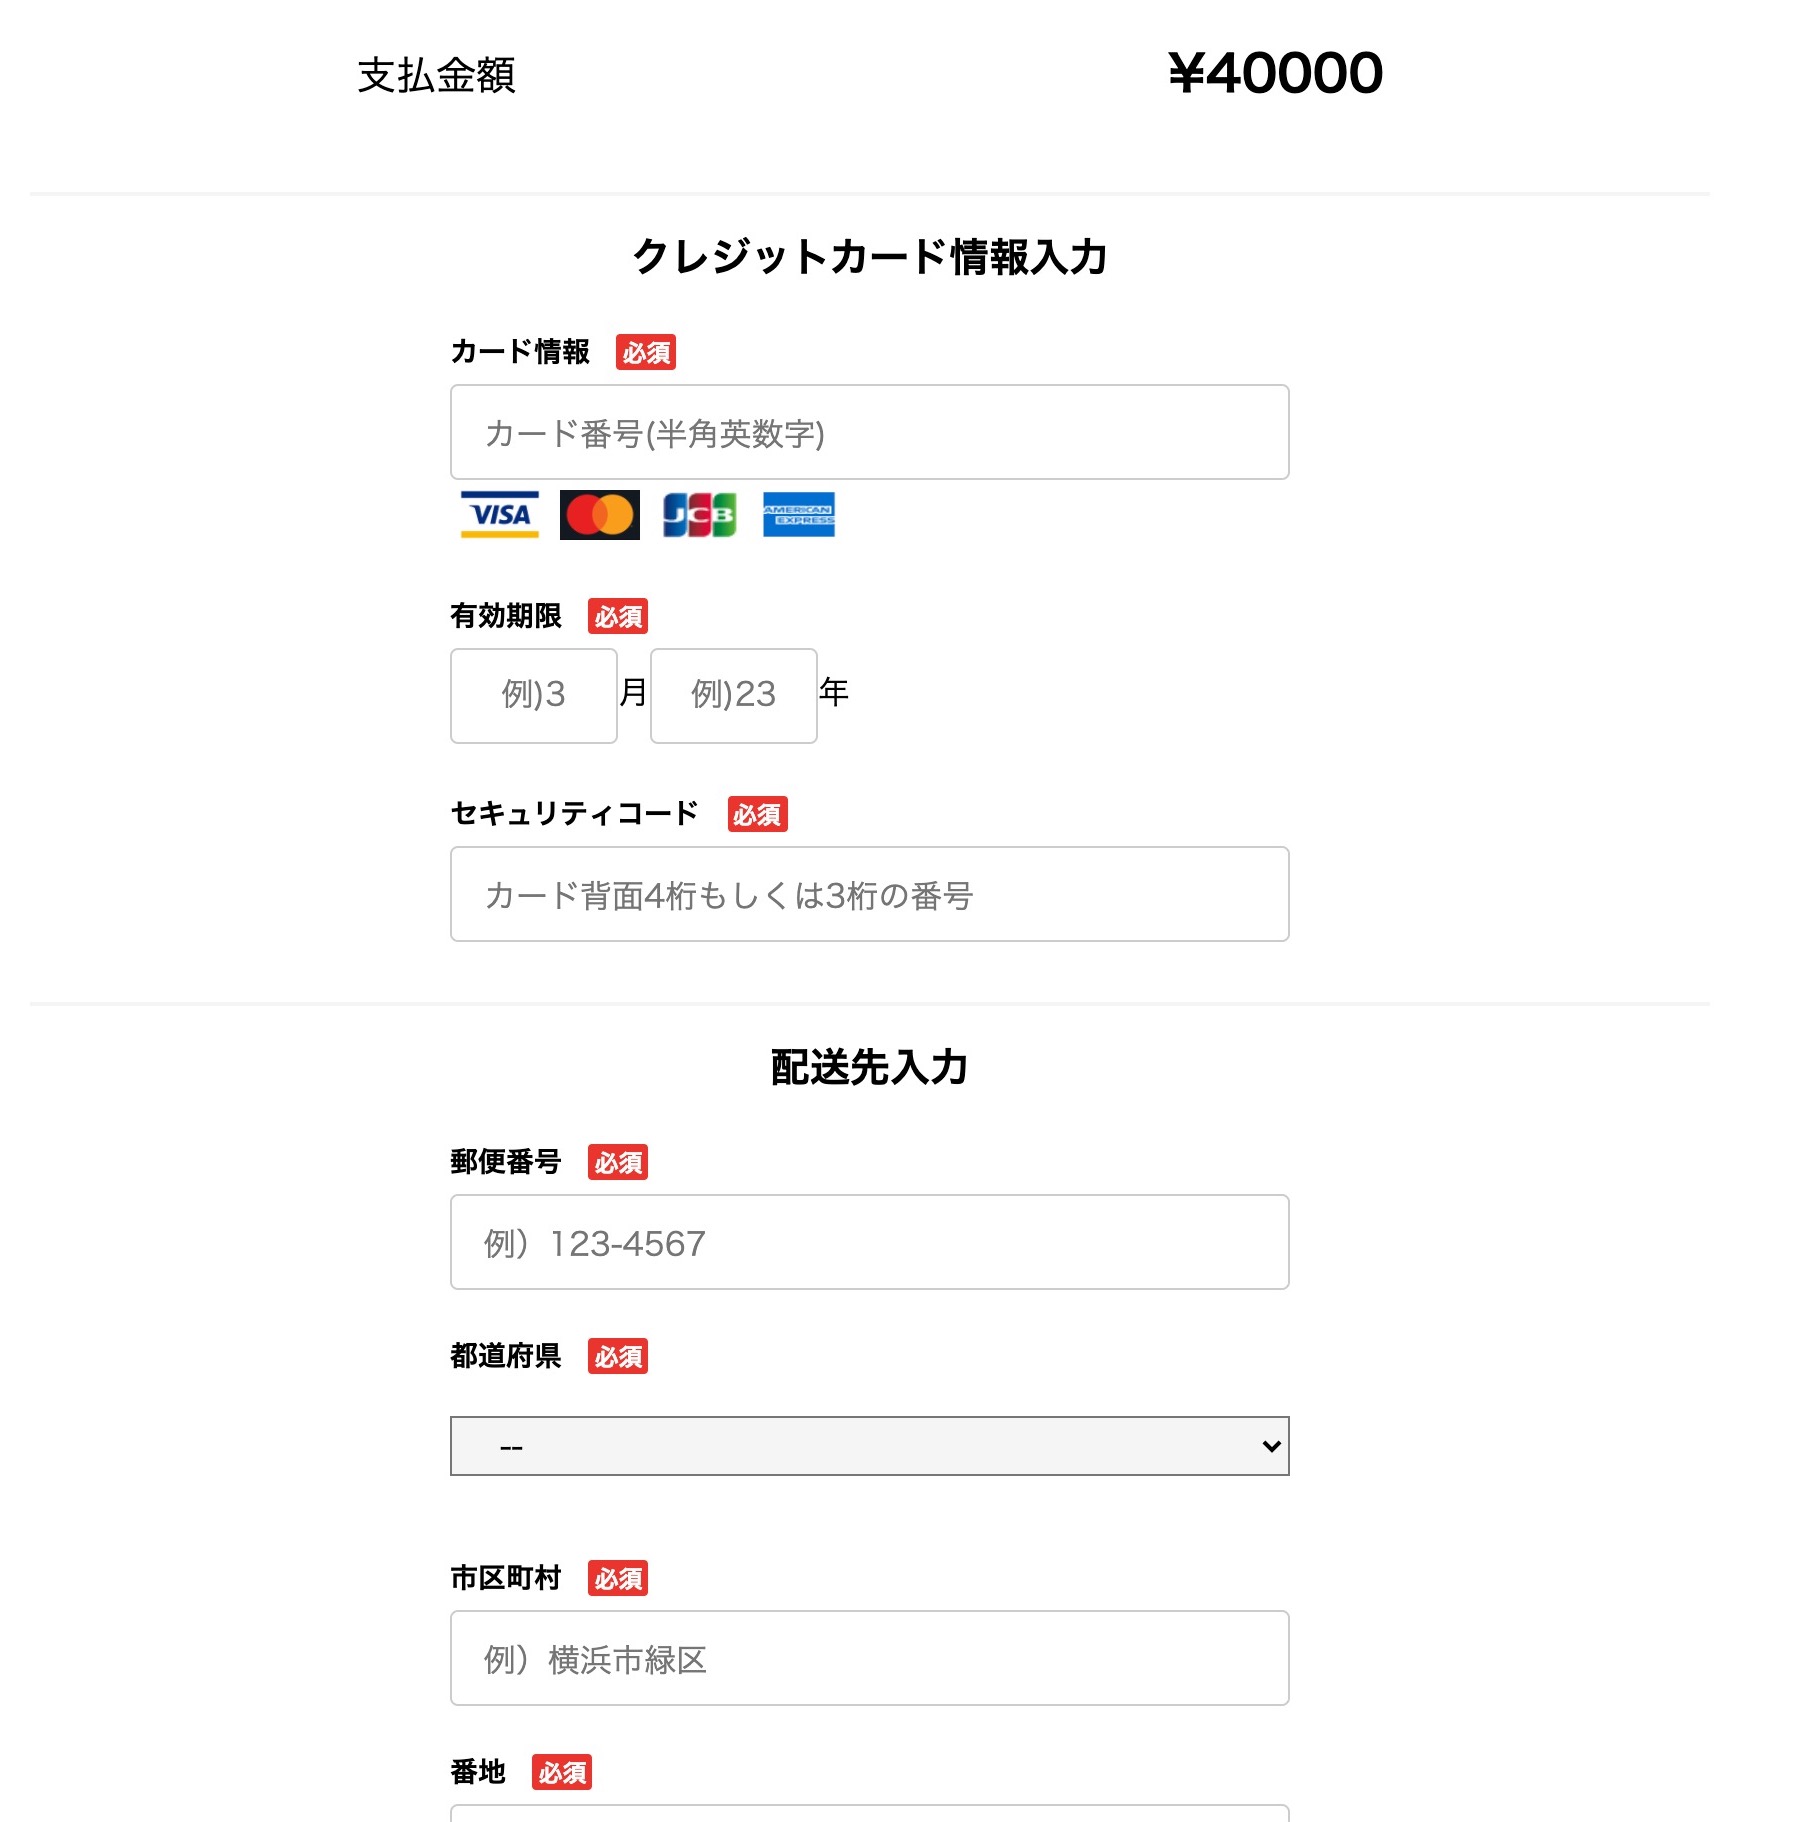 支払金額 ¥40000
クレジットカード情報入力
カード情報 必須
カード番号(半角英数字)
VISA JCB AMERICAN EXPRESS
有効期限 必須
例)3 月 例)23 年
セキュリティコード 必須
カード背面4桁もしくは3桁の番号
配送先入力
郵便番号 必須
例）123-4567
都道府県 必須
--
市区町村 必須
例）横浜市緑区
番地 必須